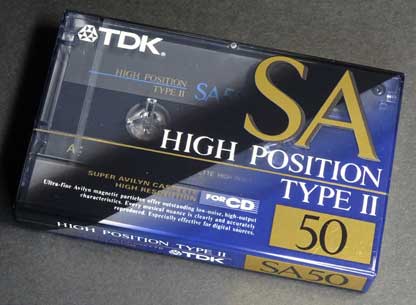 TDK
SA
HIGH POSITION
TYPE II
SA50
HIGH POSITION
TYPE II
A
SUPER AVILYN CASSETTE
HIGH RESOLUTION
FOR CD
Ultra-fine Avilyn magnetic particles offer outstanding low-noise, high-output
characteristics. Every musical nuance is clearly and accurately
reproduced. Especially effective for digital sources.
50
HIGH POSITION TYPE II
TDK
SA50